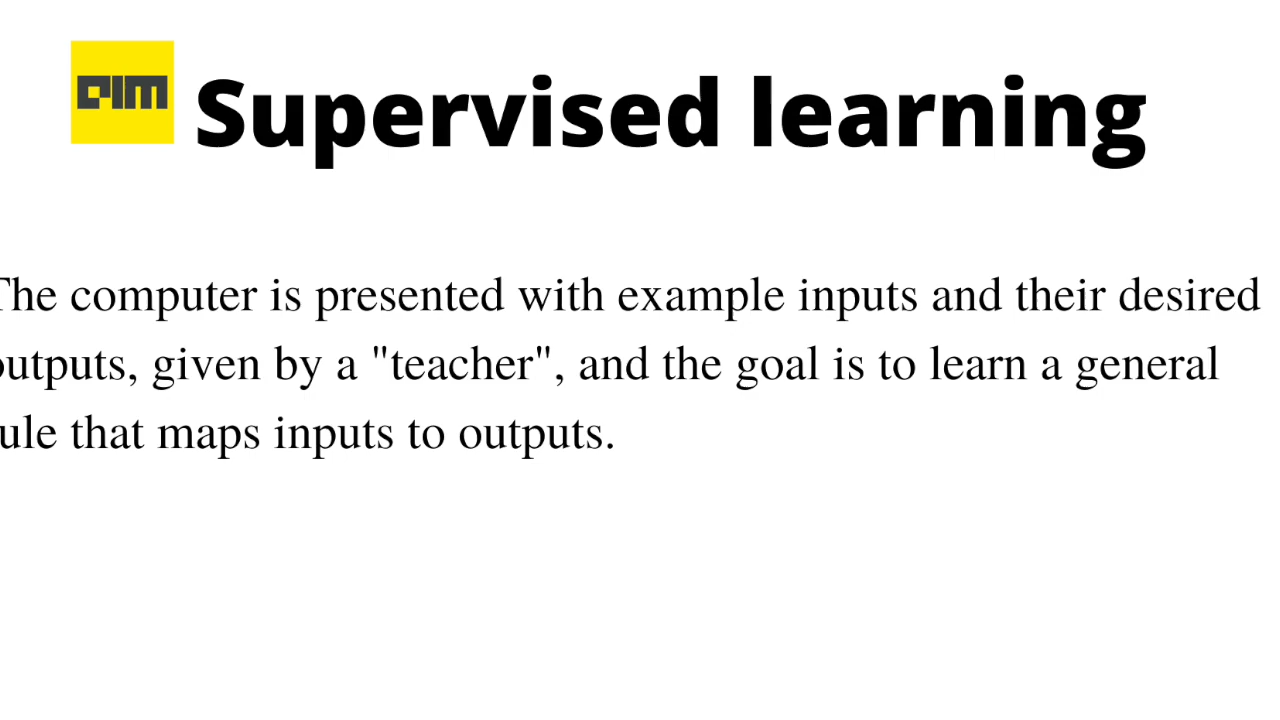 AIM Supervised learning
The computer is presented with example inputs and their desired
outputs, given by a "teacher", and the goal is to learn a general
rule that maps inputs to outputs.